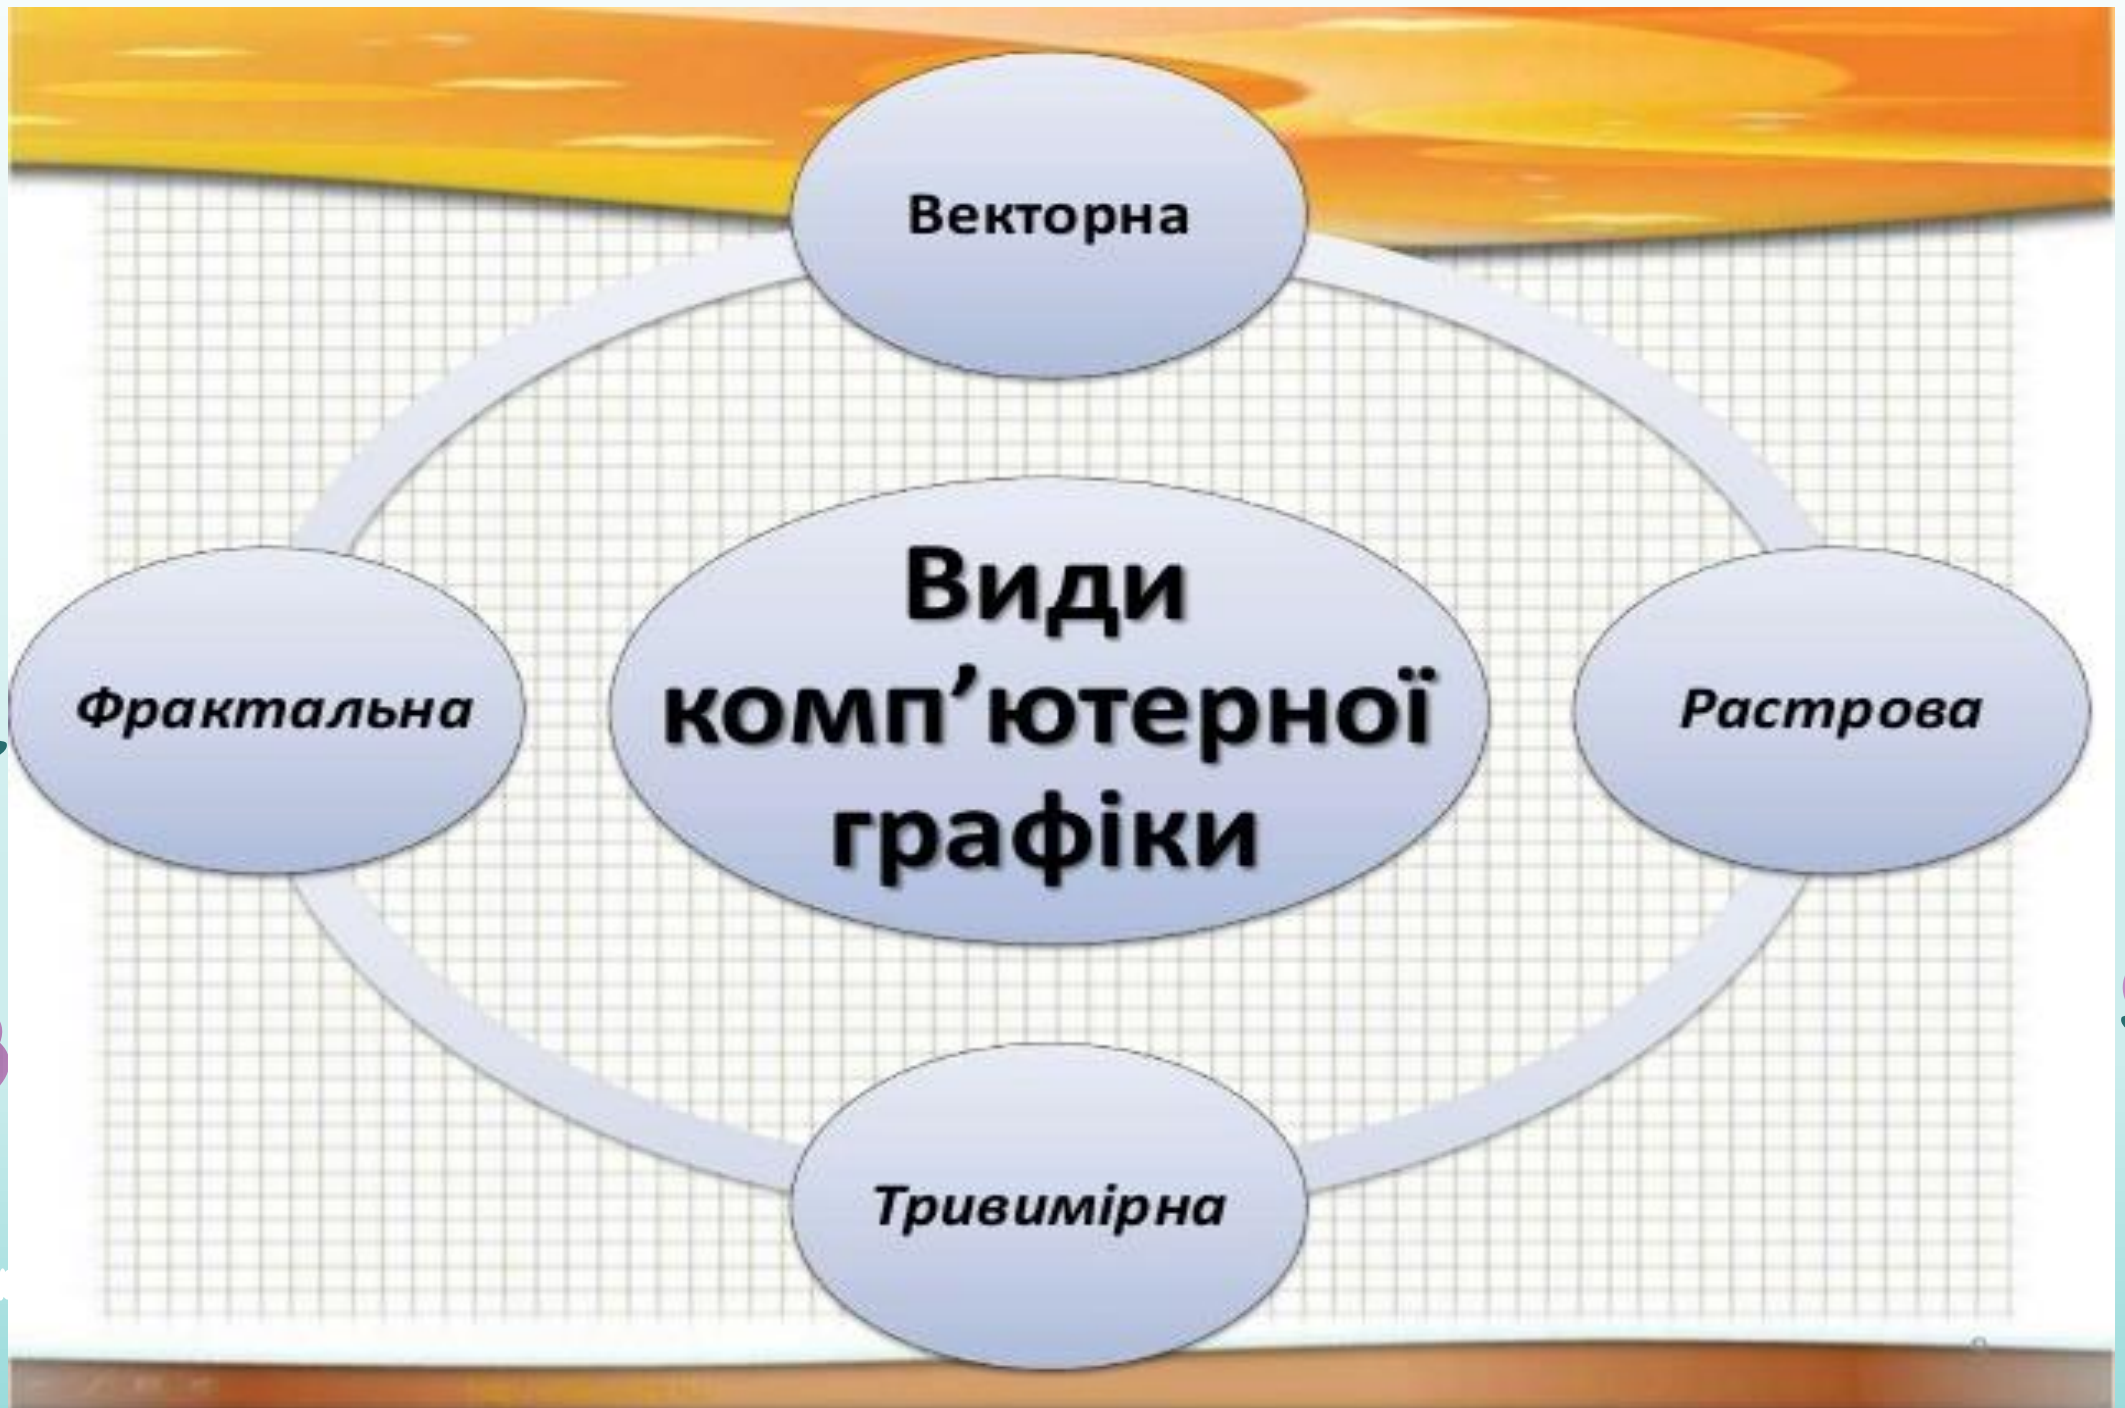 Векторна
Види
комп’ютерної
графіки
Фрактальна
Растрова
Тривимірна